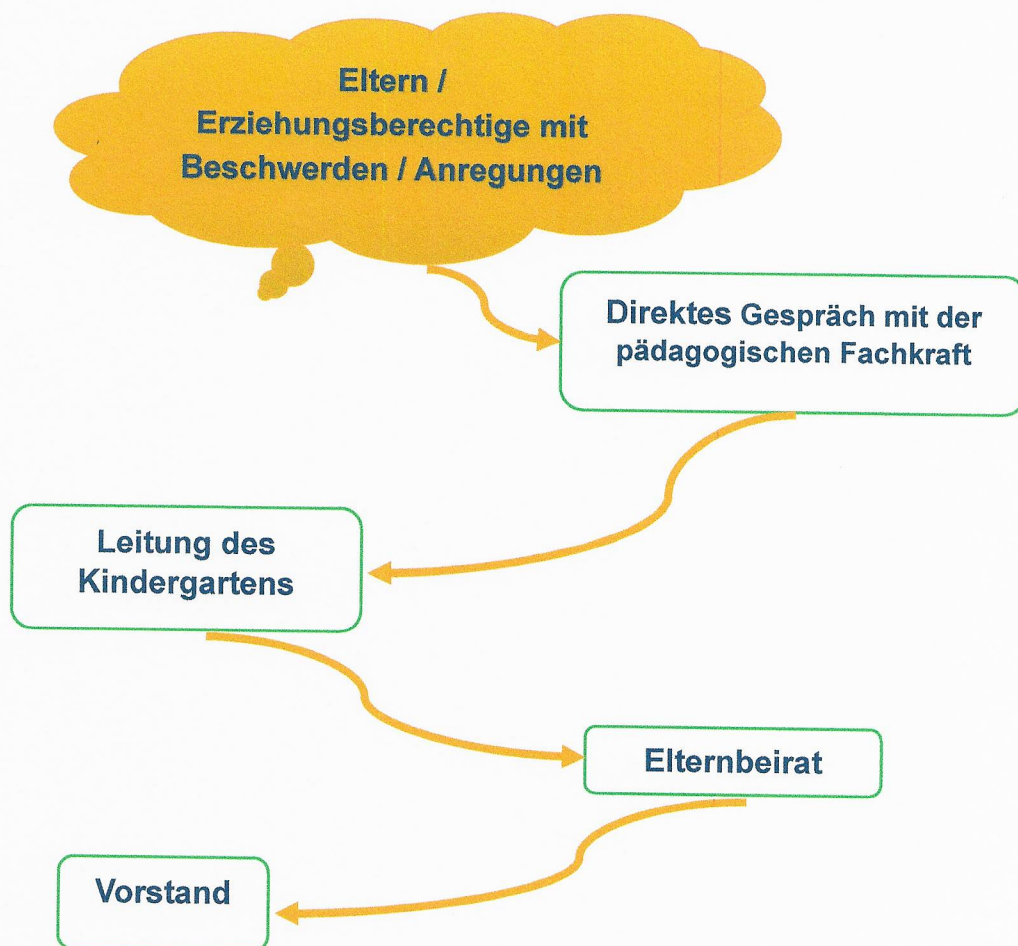 Eltern /
Erziehungsberechtige mit
Beschwerden / Anregungen
Direktes Gespräch mit der
pädagogischen Fachkraft
Leitung des
Kindergartens
Elternbeirat
Vorstand